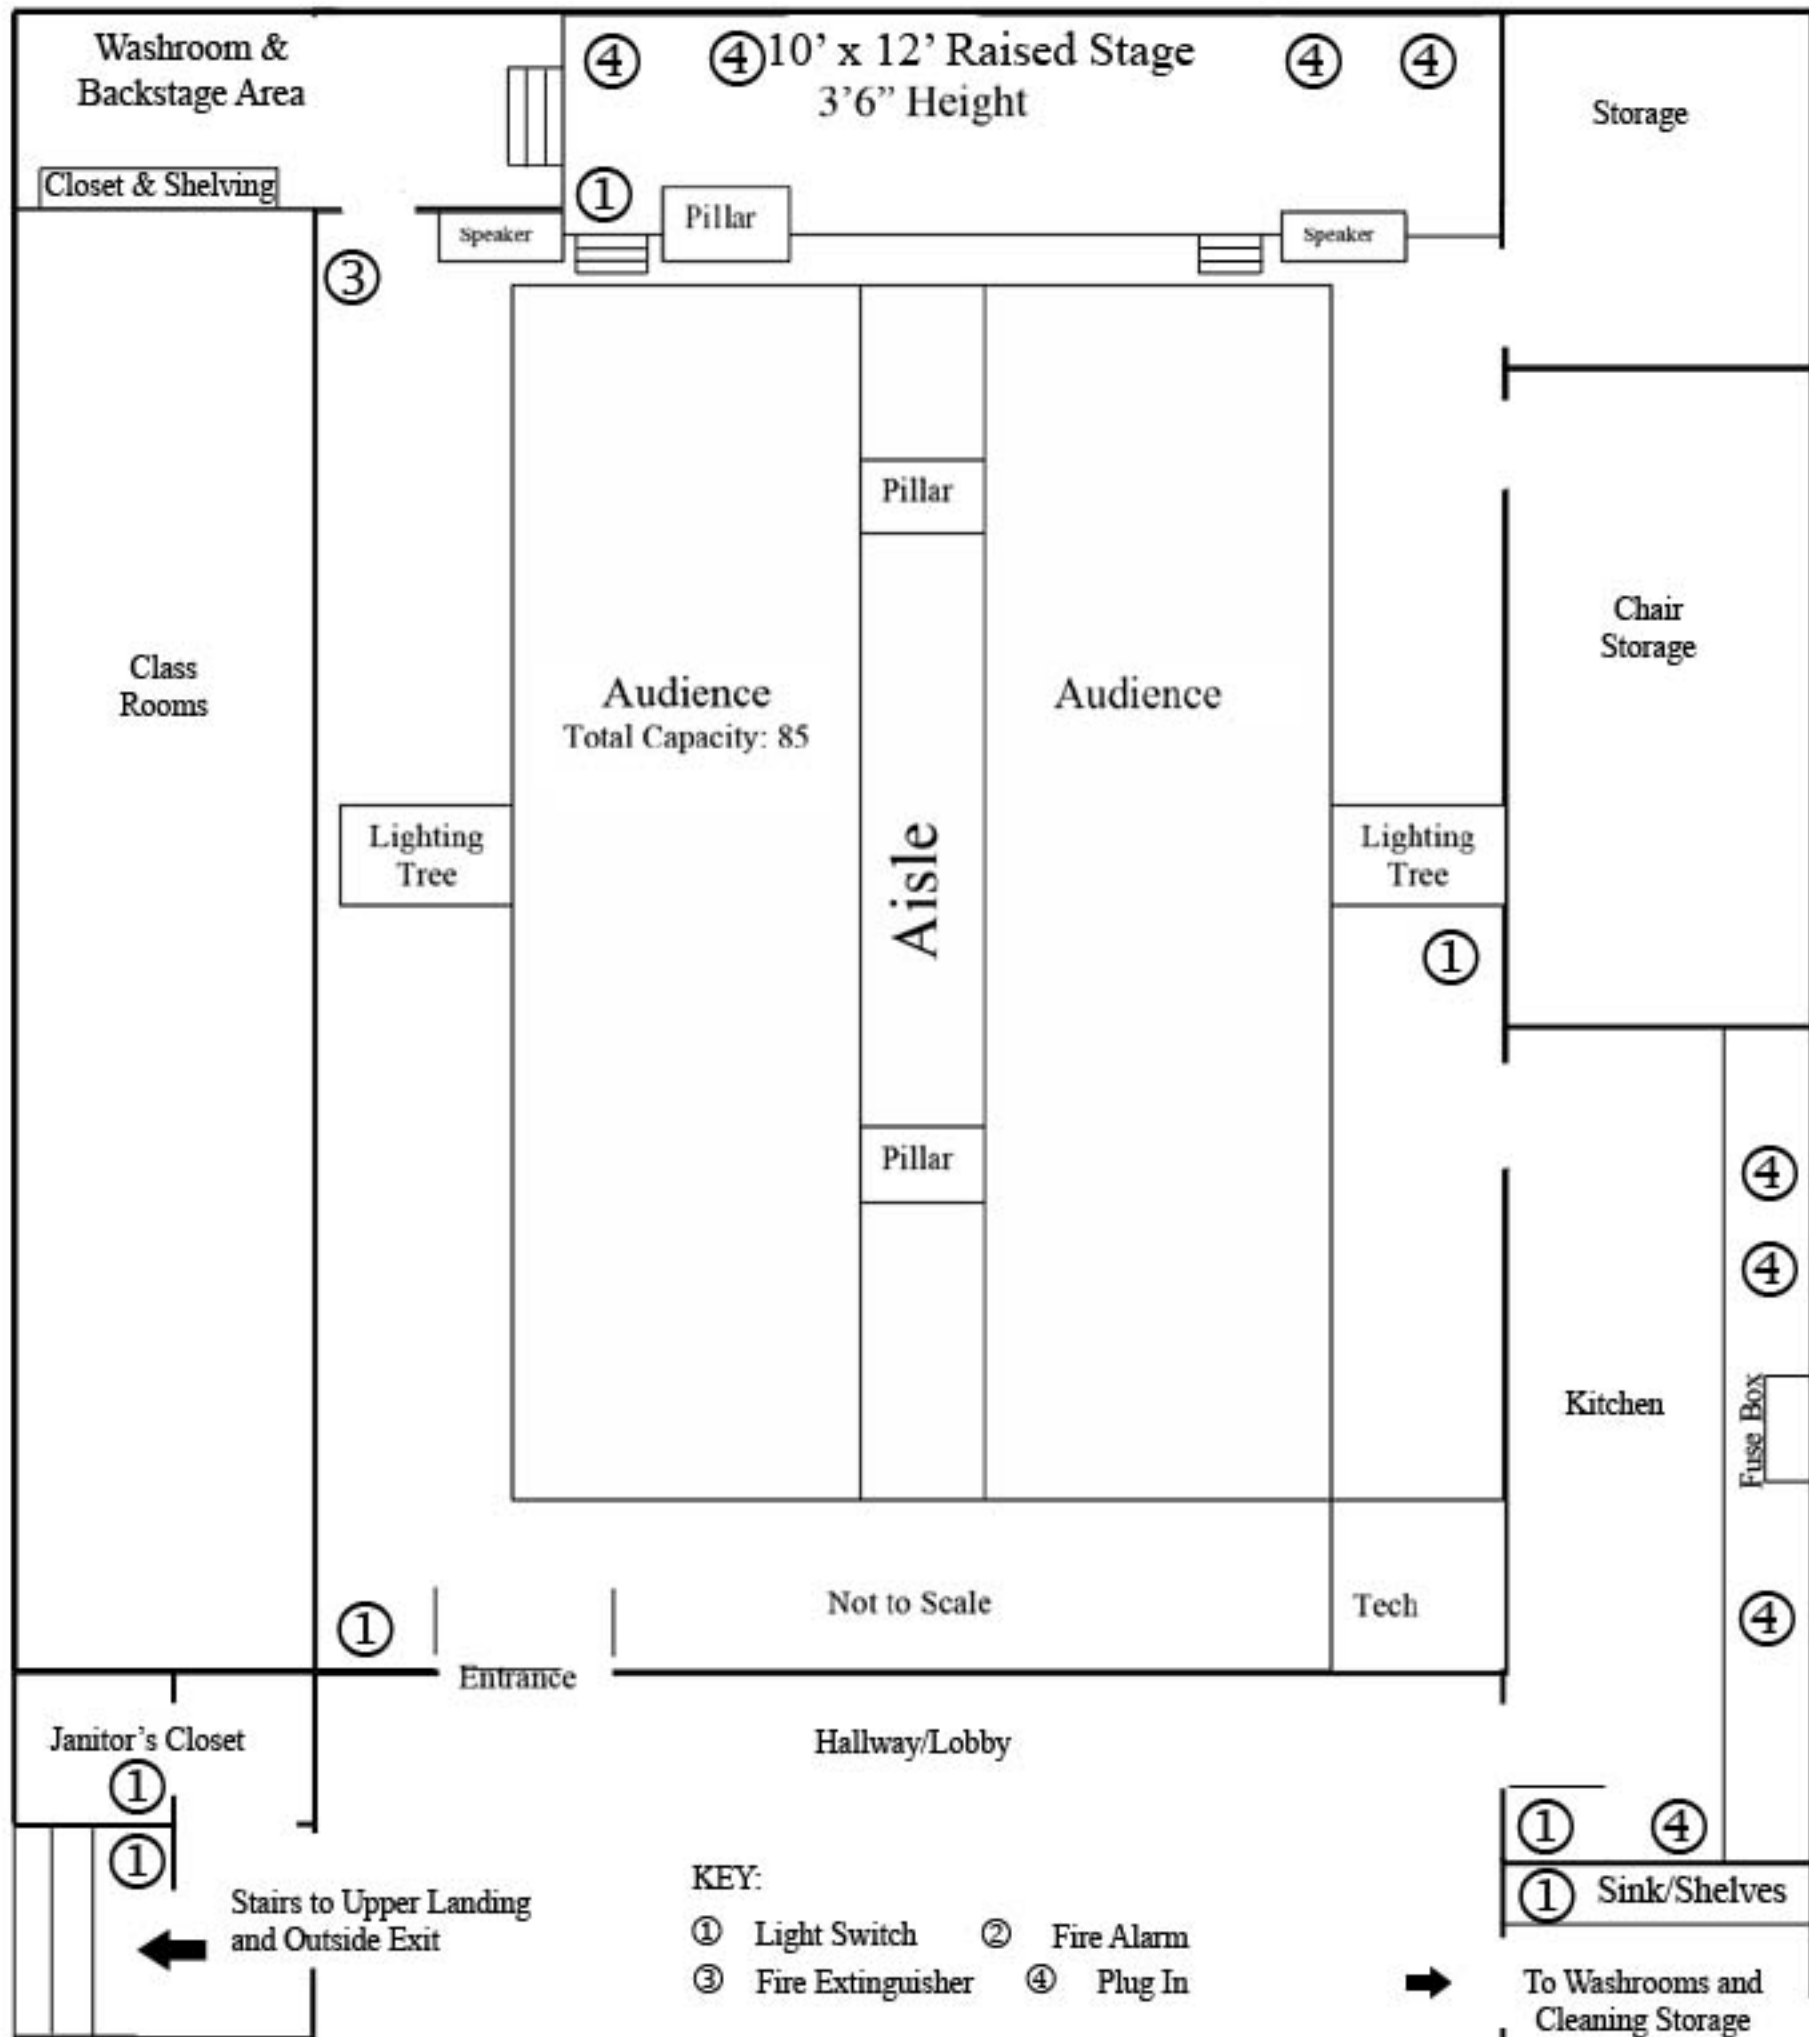 Washroom &
Backstage Area
Closet & Shelving
④ ④ 10’ x 12’ Raised Stage ④ ④
3’6” Height
①
Storage
Speaker
Pillar
Speaker
③
Pillar
Chair
Storage
Class
Rooms
Audience
Total Capacity: 85
Audience
Aisle
Lighting
Tree
Lighting
Tree
①
Pillar
④
④
Kitchen
Fuse Box
④
①
Not to Scale
Tech
Entrance
Janitor’s Closet
①
Hallway/Lobby
①
① ④
① Sink/Shelves
Stairs to Upper Landing
and Outside Exit
KEY:
① Light Switch ② Fire Alarm
③ Fire Extinguisher ④ Plug In
To Washrooms and
Cleaning Storage